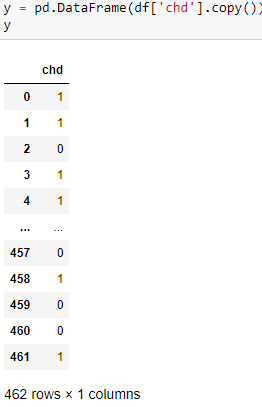 y = pd.DataFrame(df['chd'].copy())
y
chd
0 1
1 1
2 0
3 1
4 1
... ...
457 0
458 1
459 0
460 0
461 1
462 rows × 1 columns